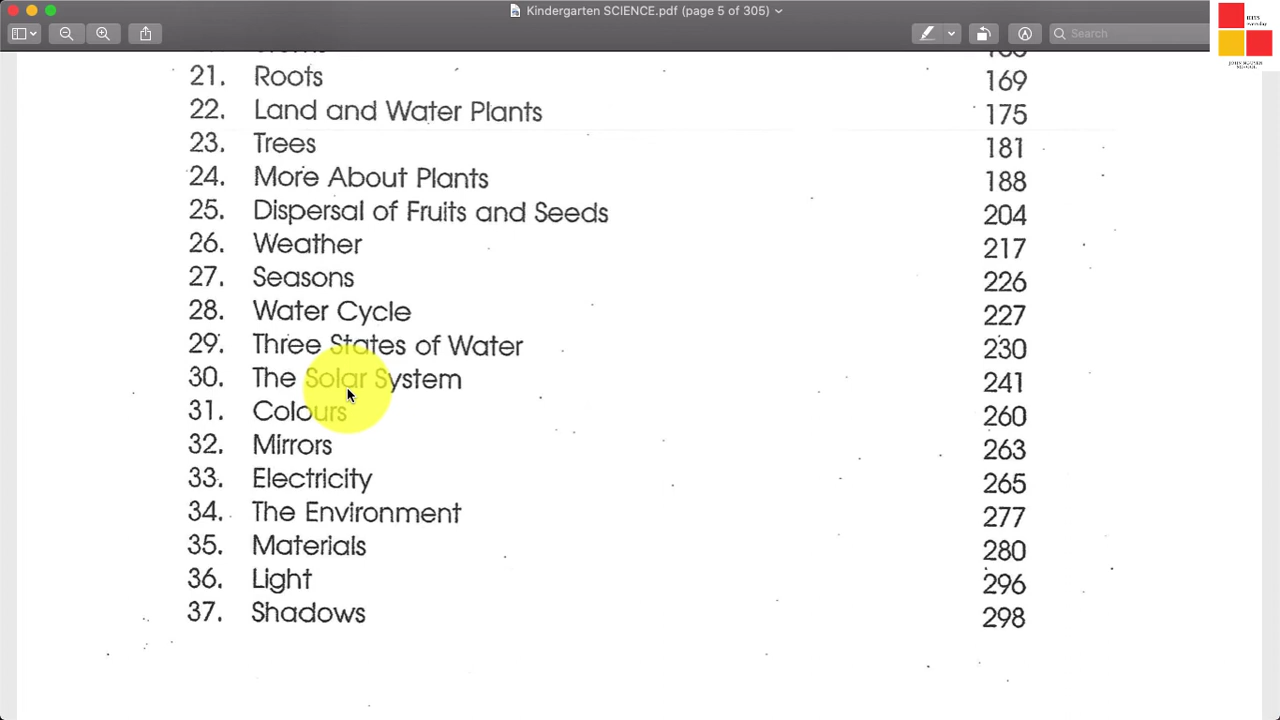 Kindergarten SCIENCE.pdf (page 5 of 305)
Search
21. Roots 169
22. Land and Water Plants 175
23. Trees 181
24. More About Plants 188
25. Dispersal of Fruits and Seeds 204
26. Weather 217
27. Seasons 226
28. Water Cycle 227
29. Three States of Water 230
30. The Solar System 241
31. Colours 260
32. Mirrors 263
33. Electricity 265
34. The Environment 277
35. Materials 280
36. Light 296
37. Shadows 298